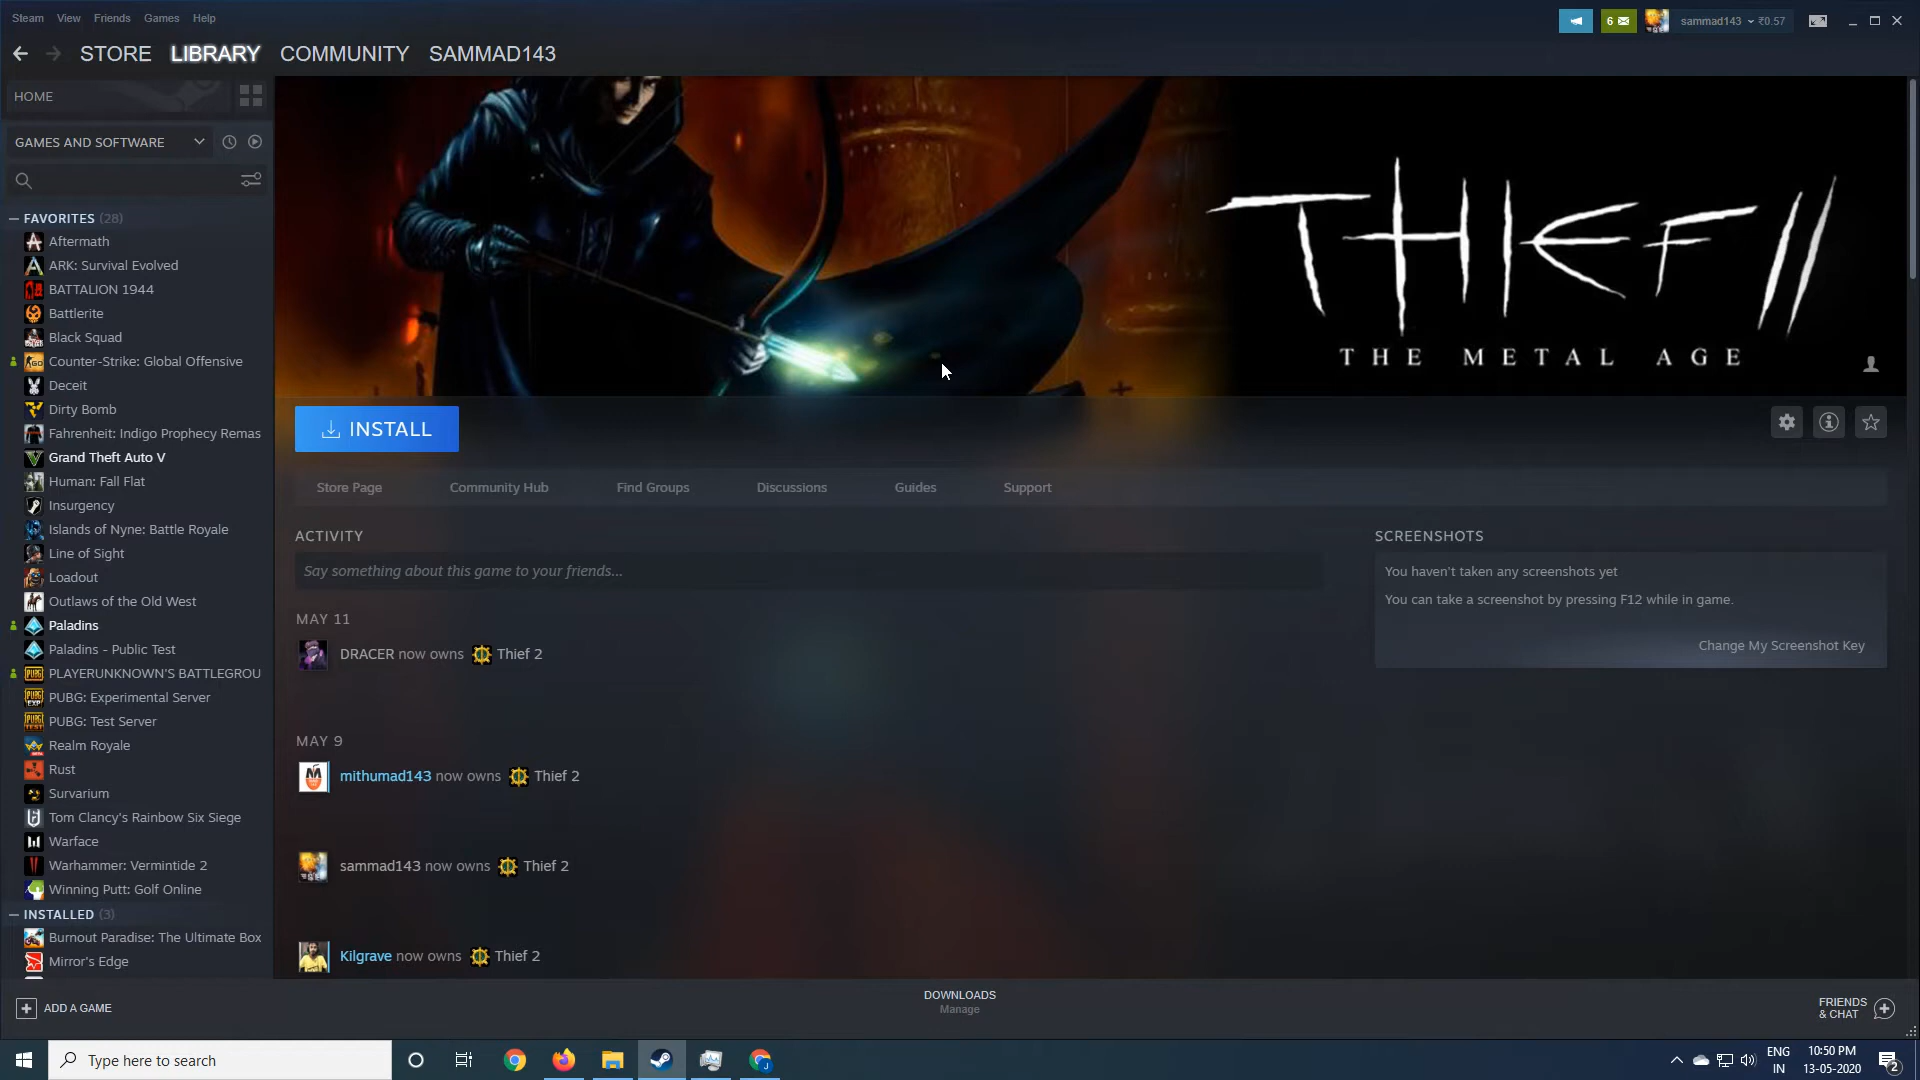 Steam View Friends Games Help
6 sammad143 ₹0.57
STORE LIBRARY COMMUNITY SAMMAD143
HOME
GAMES AND SOFTWARE
FAVORITES (28)
Aftermath
ARK: Survival Evolved
BATTALION 1944
Battlerite
Black Squad
Counter-Strike: Global Offensive
Deceit
Dirty Bomb
Fahrenheit: Indigo Prophecy Remas
Grand Theft Auto V
Human: Fall Flat
Insurgency
Islands of Nyne: Battle Royale
Line of Sight
Loadout
Outlaws of the Old West
Paladins
Paladins - Public Test
PLAYERUNKNOWN'S BATTLEGROU
PUBG: Experimental Server
PUBG: Test Server
Realm Royale
Rust
Survarium
Tom Clancy's Rainbow Six Siege
Warface
Warhammer: Vermintide 2
Winning Putt: Golf Online
INSTALLED (3)
Burnout Paradise: The Ultimate Box
Mirror's Edge
ADD A GAME
THIEF II
THE METAL AGE
INSTALL
Store Page Community Hub Find Groups Discussions Guides Support
ACTIVITY
Say something about this game to your friends...
MAY 11
DRACER now owns Thief 2
MAY 9
mithumad143 now owns Thief 2
sammad143 now owns Thief 2
Kilgrave now owns Thief 2
SCREENSHOTS
You haven't taken any screenshots yet
You can take a screenshot by pressing F12 while in game.
Change My Screenshot Key
DOWNLOADS
Manage
FRIENDS
& CHAT
Type here to search
ENG
IN
10:50 PM
13-05-2020
2